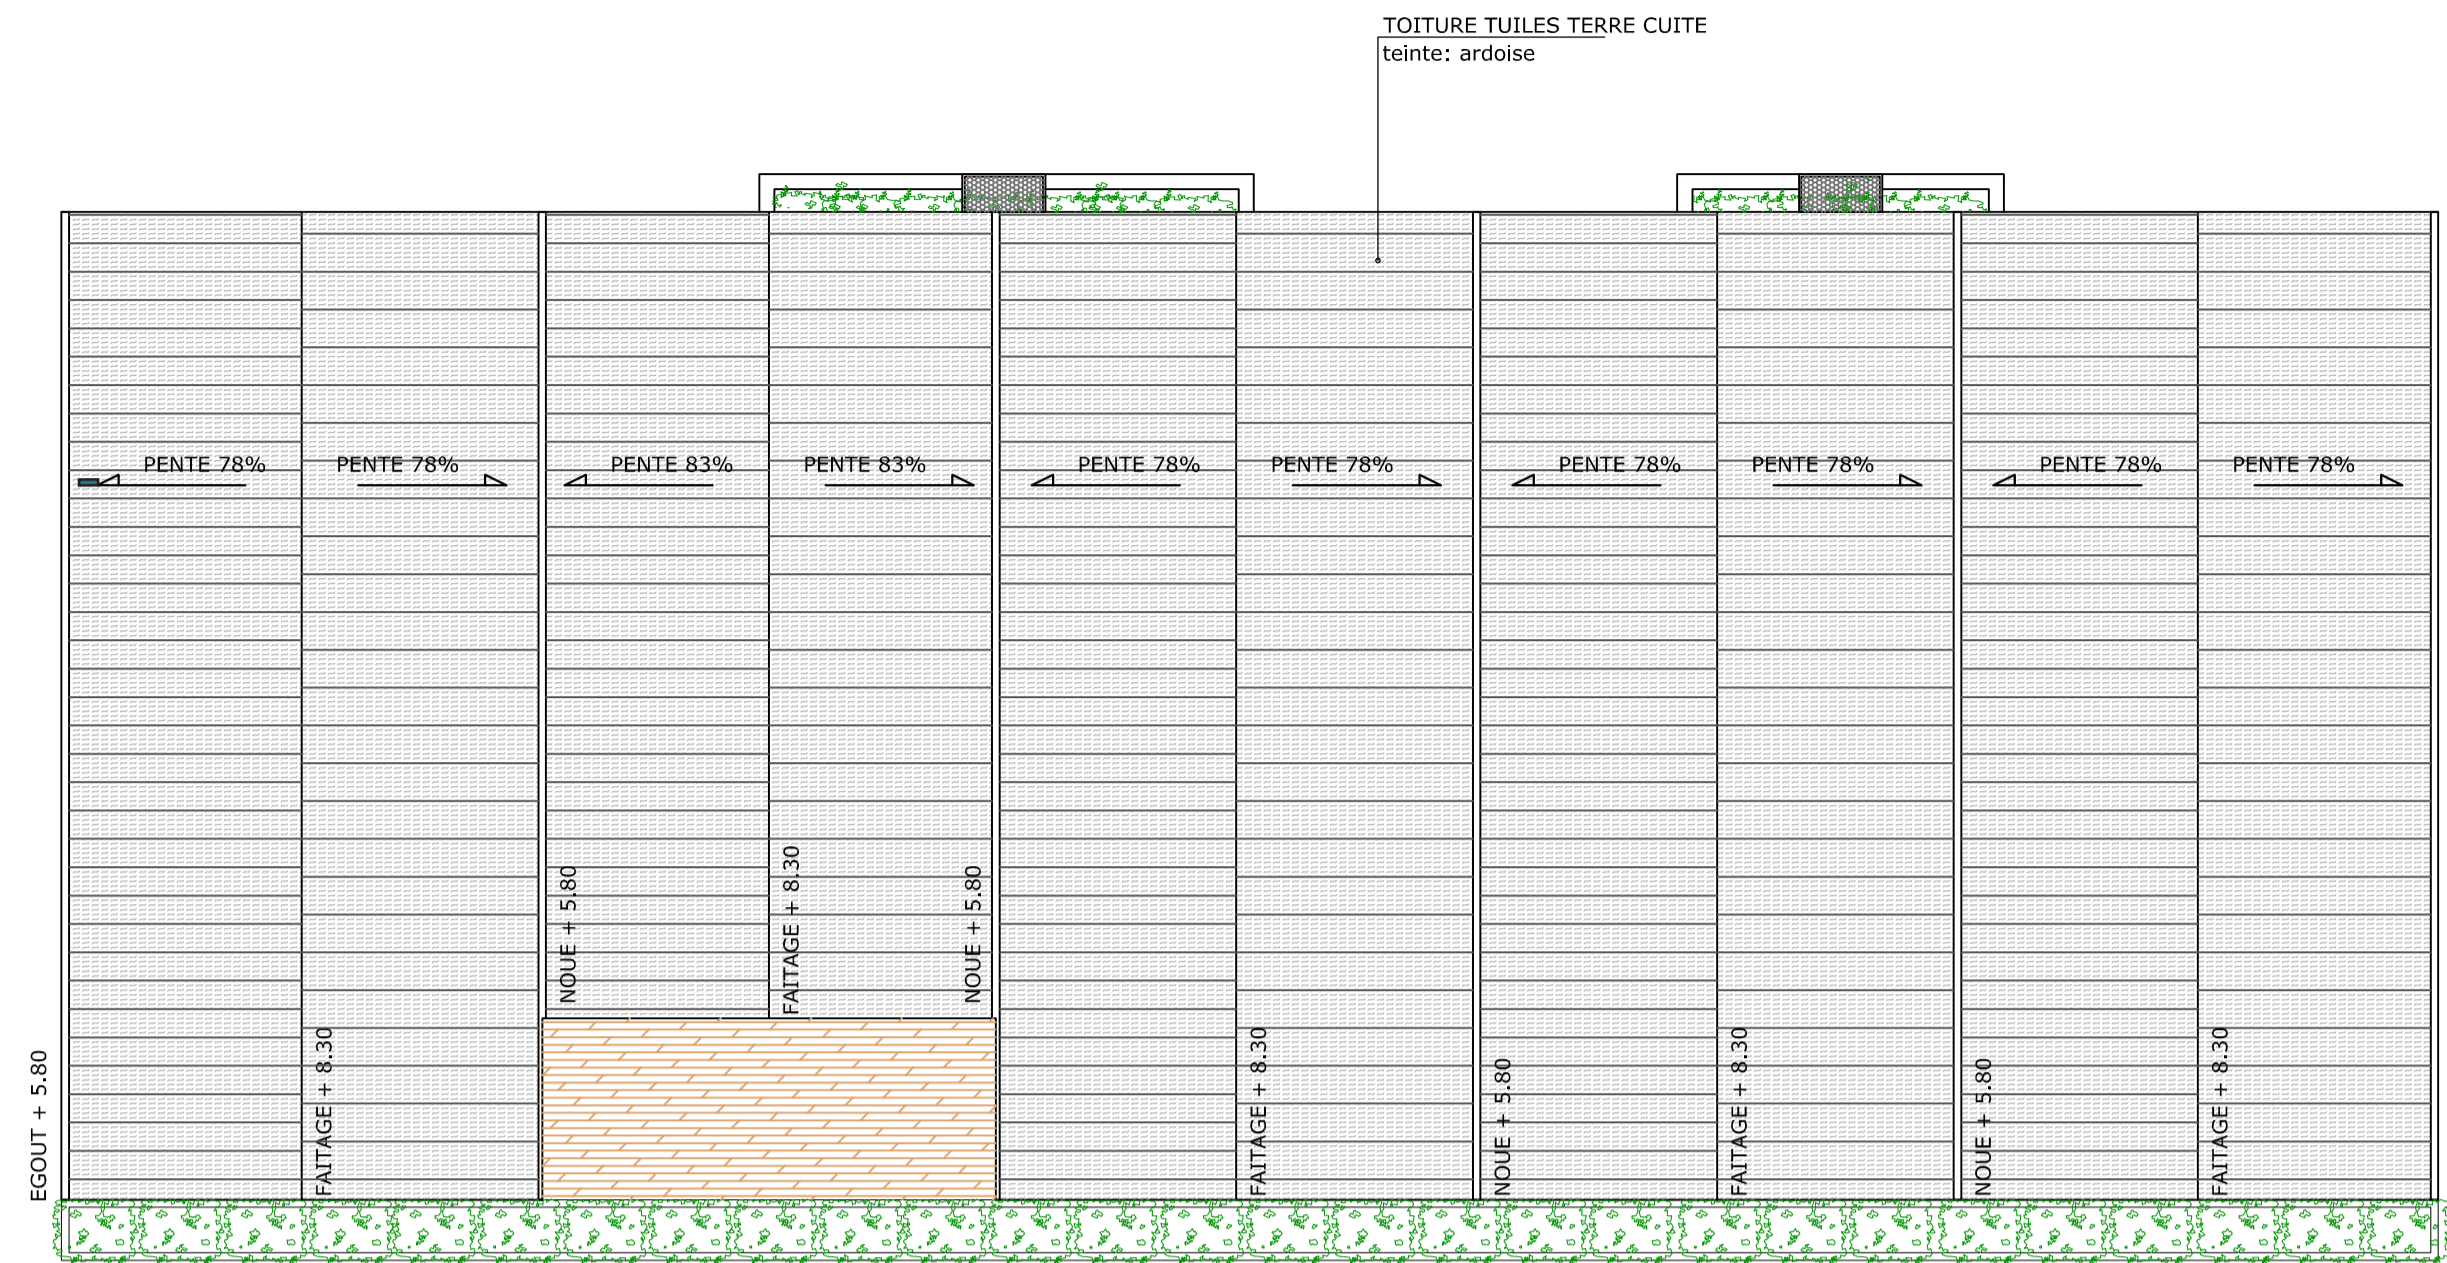 TOITURE TUILES TERRE CUITE
teinte: ardoise
PENTE 78%
PENTE 78%
PENTE 83%
PENTE 83%
PENTE 78%
PENTE 78%
PENTE 78%
PENTE 78%
PENTE 78%
PENTE 78%
EGOUT + 5.80
FAITAGE + 8.30
NOUE + 5.80
FAITAGE + 8.30
NOUE + 5.80
FAITAGE + 8.30
NOUE + 5.80
FAITAGE + 8.30
NOUE + 5.80
FAITAGE + 8.30